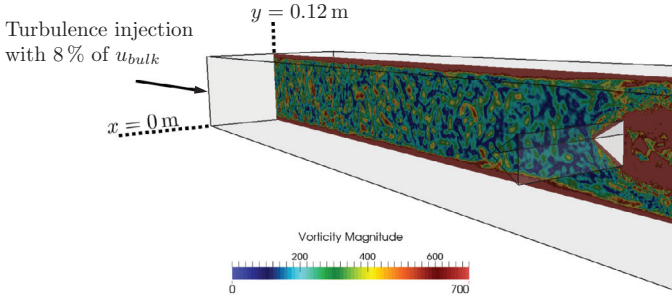 y = 0.12 m
Turbulence injection
with 8 % of u_bulk
x = 0 m
Vorticity Magnitude
200 400 600
0 700